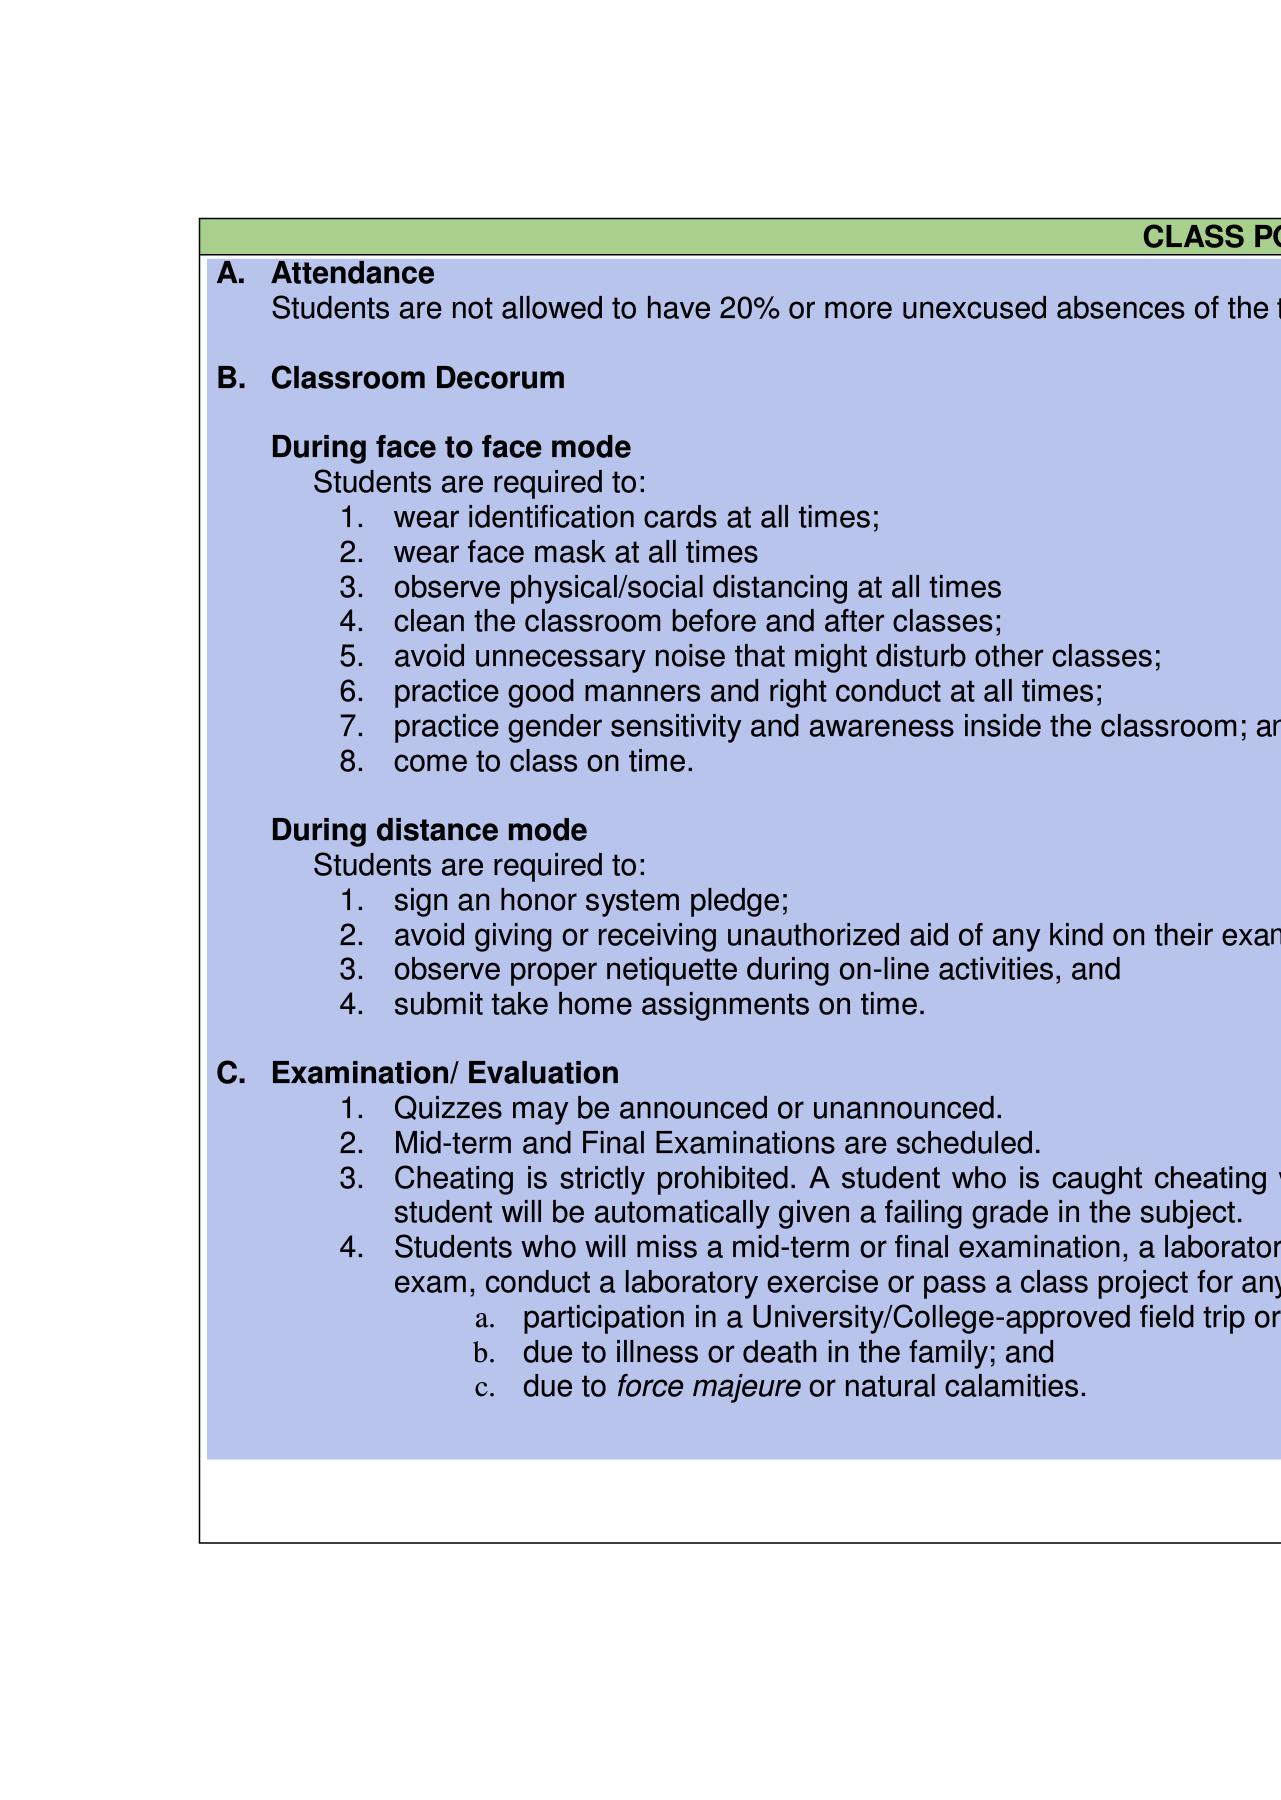 CLASS PO
A. Attendance
Students are not allowed to have 20% or more unexcused absences of the
B. Classroom Decorum
During face to face mode
Students are required to:
1. wear identification cards at all times;
2. wear face mask at all times
3. observe physical/social distancing at all times
4. clean the classroom before and after classes;
5. avoid unnecessary noise that might disturb other classes;
6. practice good manners and right conduct at all times;
7. practice gender sensitivity and awareness inside the classroom;
8. come to class on time.
During distance mode
Students are required to:
1. sign an honor system pledge;
2. avoid giving or receiving unauthorized aid of any kind on their
3. observe proper netiquette during on-line activities, and
4. submit take home assignments on time.
C. Examination/ Evaluation
1. Quizzes may be announced or unannounced.
2. Mid-term and Final Examinations are scheduled.
3. Cheating is strictly prohibited. A student who is caught cheating
student will be automatically given a failing grade in the subject.
4. Students who will miss a mid-term or final examination, a
exam, conduct a laboratory exercise or pass a class project for any
a. participation in a University/College-approved field trip or
b. due to illness or death in the family; and
c. due to force majeure or natural calamities.